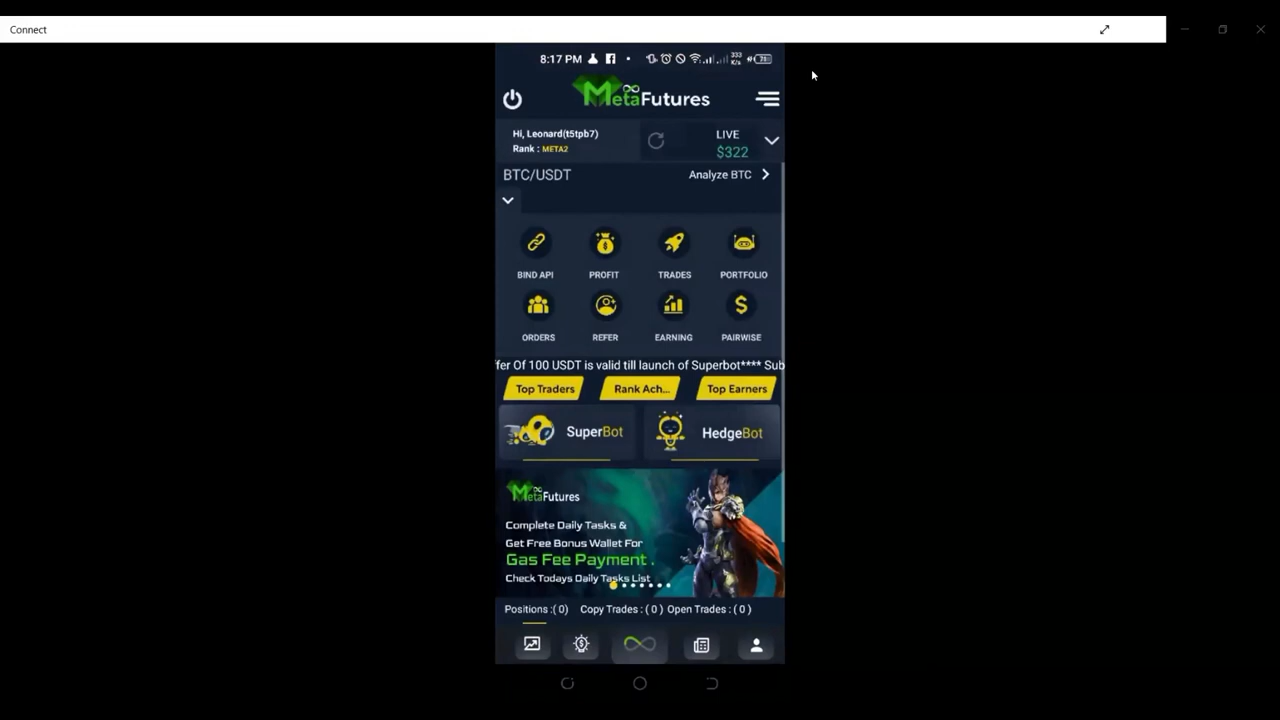 Connect
8:17 PM
333
K/s
71
MetaFutures
Hi, Leonard(t5tpb7)
Rank : META2
LIVE
$322
BTC/USDT
Analyze BTC
BIND API
PROFIT
TRADES
PORTFOLIO
ORDERS
REFER
EARNING
PAIRWISE
fer Of 100 USDT is valid till launch of Superbot**** Sub
Top Traders
Rank Ach...
Top Earners
SuperBot
HedgeBot
MetaFutures
Complete Daily Tasks &
Get Free Bonus Wallet For
Gas Fee Payment .
Check Todays Daily Tasks List
Positions :( 0) Copy Trades : ( 0 ) Open Trades : ( 0 )